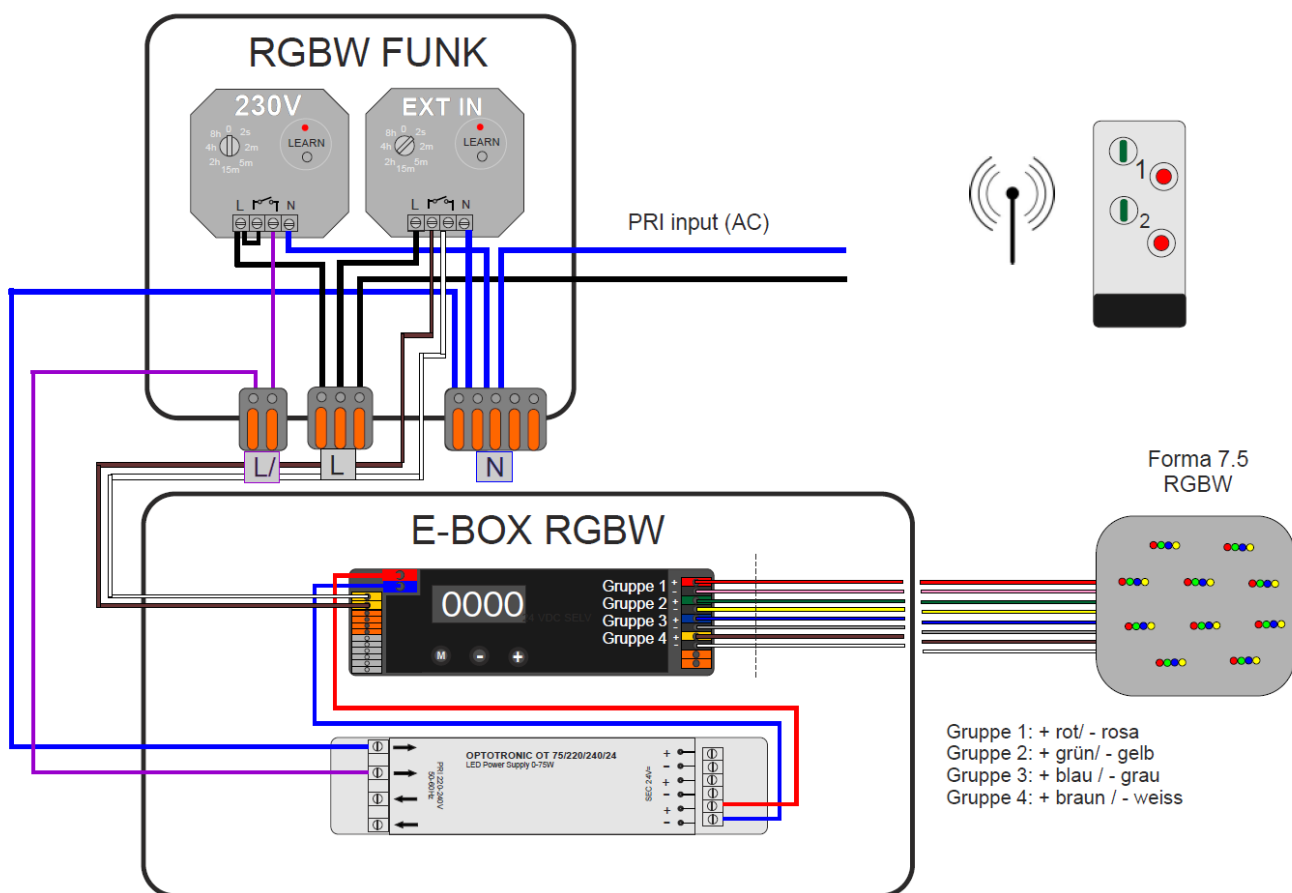 RGBW FUNK
230V
0
2s
2m
5m
15m
2h
4h
8h
LEARN
L
N
EXT IN
0
2s
2m
5m
15m
2h
4h
8h
LEARN
L
N
PRI input (AC)
1
2
L/
L
N
E-BOX RGBW
0000
24 VDC SELV
M
-
+
Gruppe 1
Gruppe 2
Gruppe 3
Gruppe 4
+
-
+
-
+
-
+
-
Forma 7.5
RGBW
Gruppe 1: + rot/ - rosa
Gruppe 2: + grün/ - gelb
Gruppe 3: + blau / - grau
Gruppe 4: + braun / - weiss
PRI 220-240V
50-60Hz
OPTOTRONIC OT 75/220/240/24
LED Power Supply 0-75W
SEC 24V=
+
-
+
-
+
-